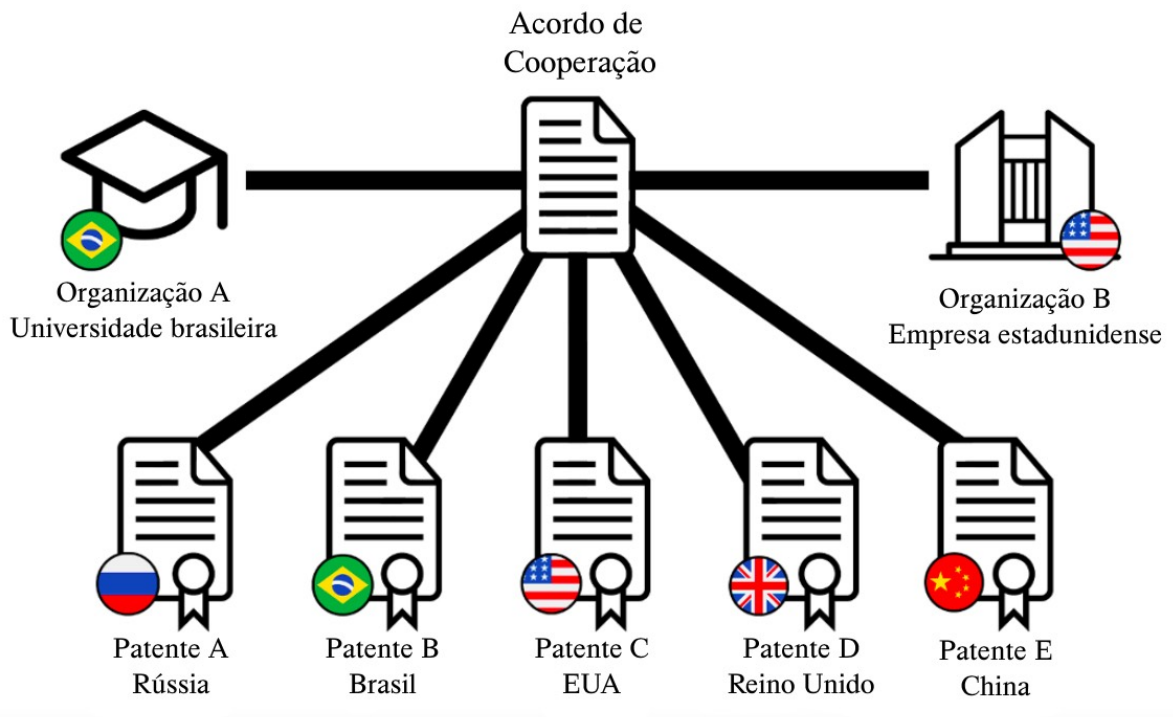 Acordo de
Cooperação
Organização A
Universidade brasileira
Organização B
Empresa estadunidense
Patente A
Rússia
Patente B
Brasil
Patente C
EUA
Patente D
Reino Unido
Patente E
China